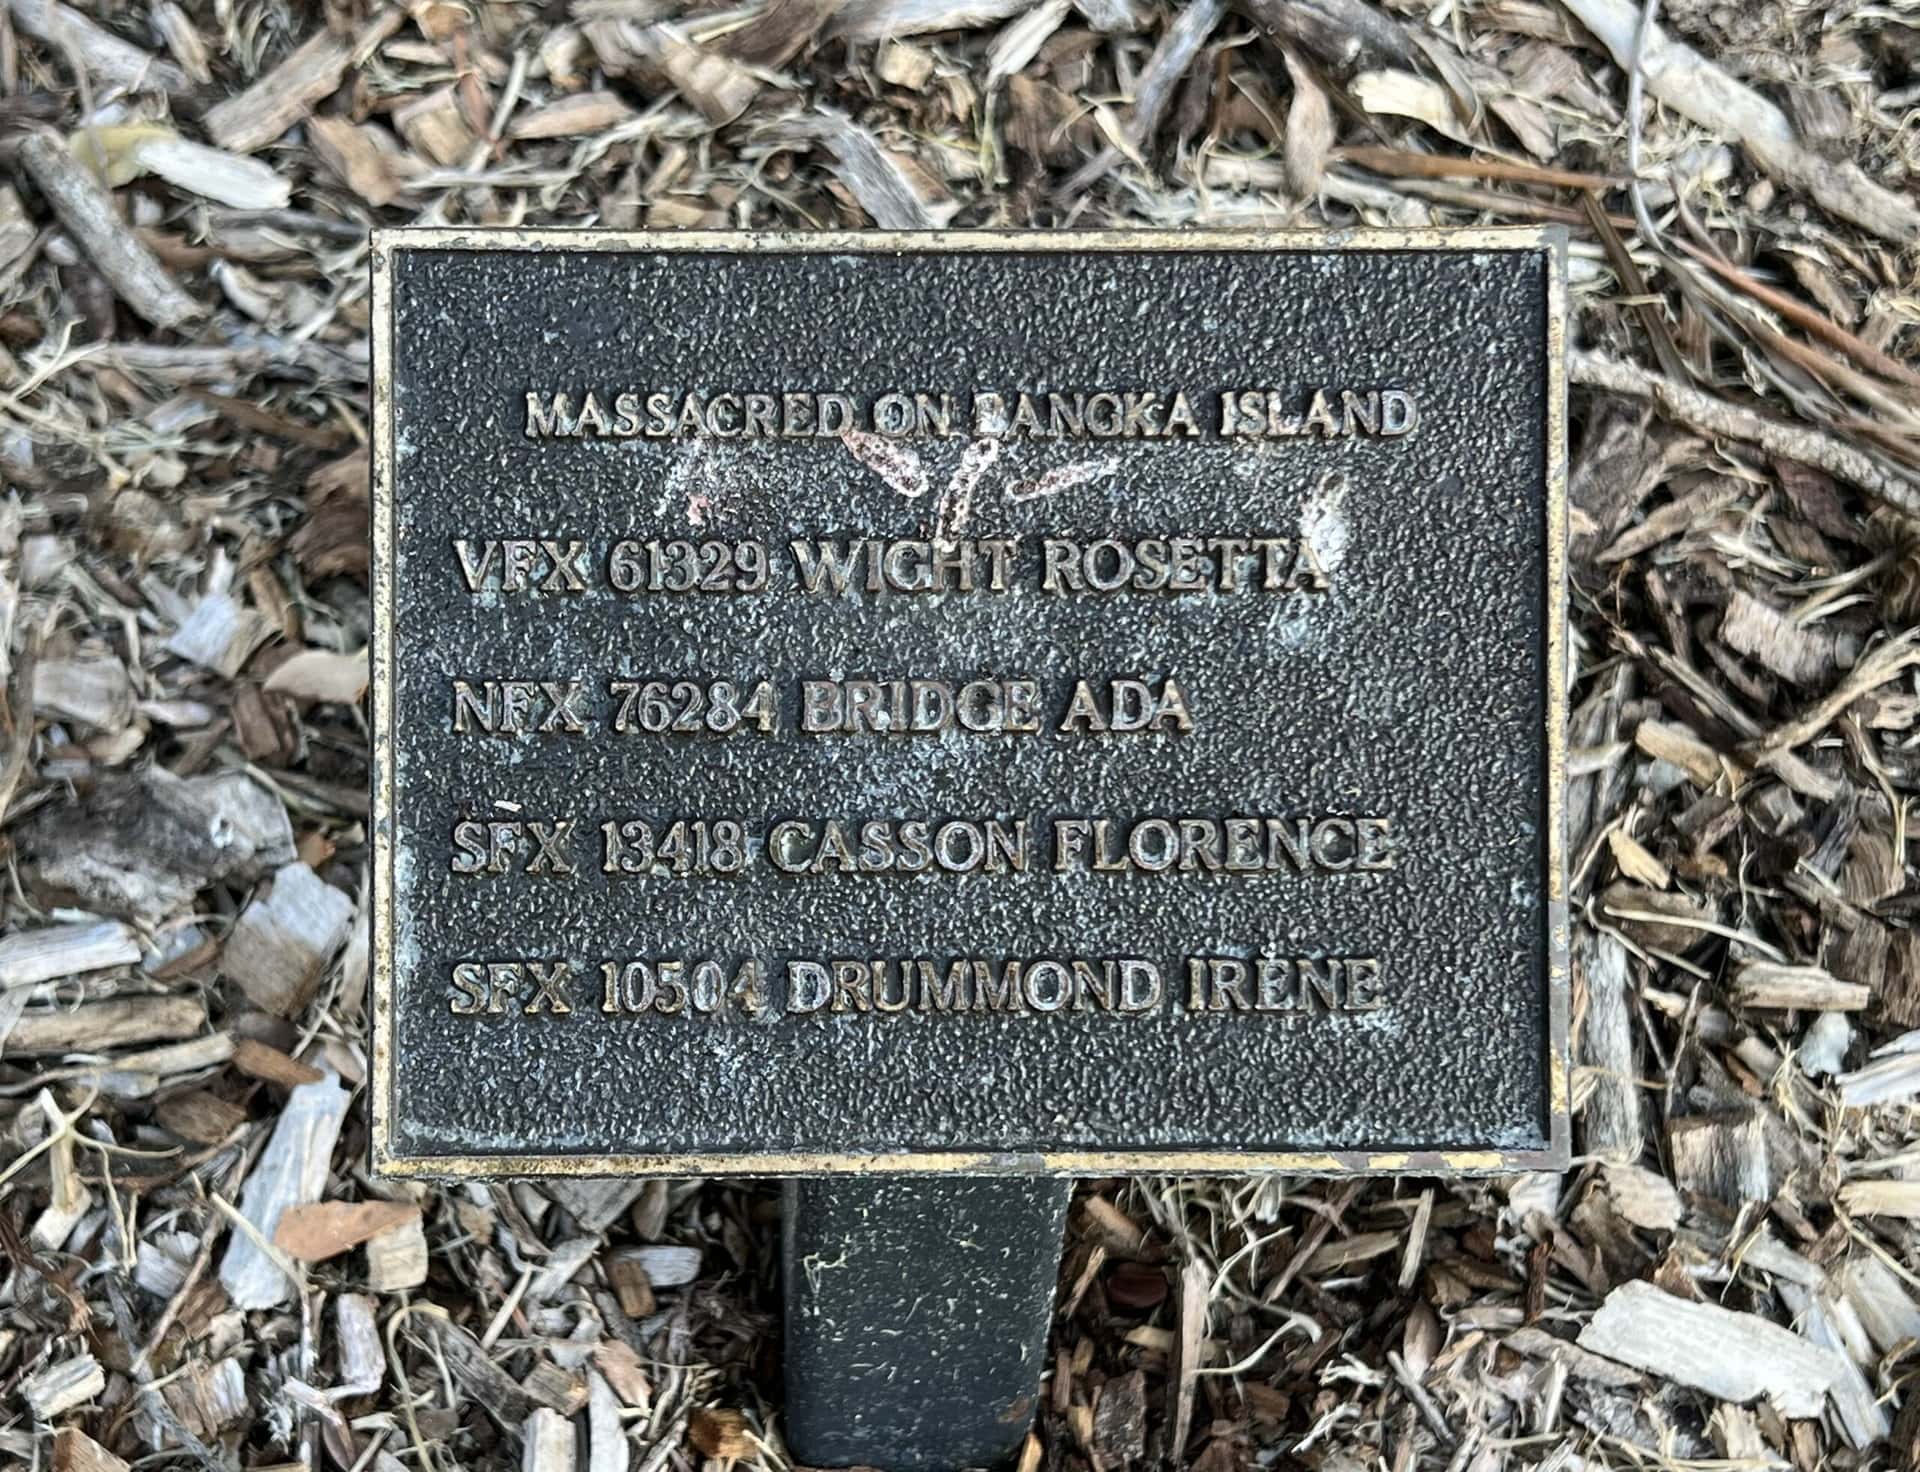 MASSACRED ON BANGKA ISLAND
VFX 61329 WIGHT ROSETTA
NFX 76284 BRIDGE ADA
SFX 13418 CASSON FLORENCE
SFX 10504 DRUMMOND IRENE